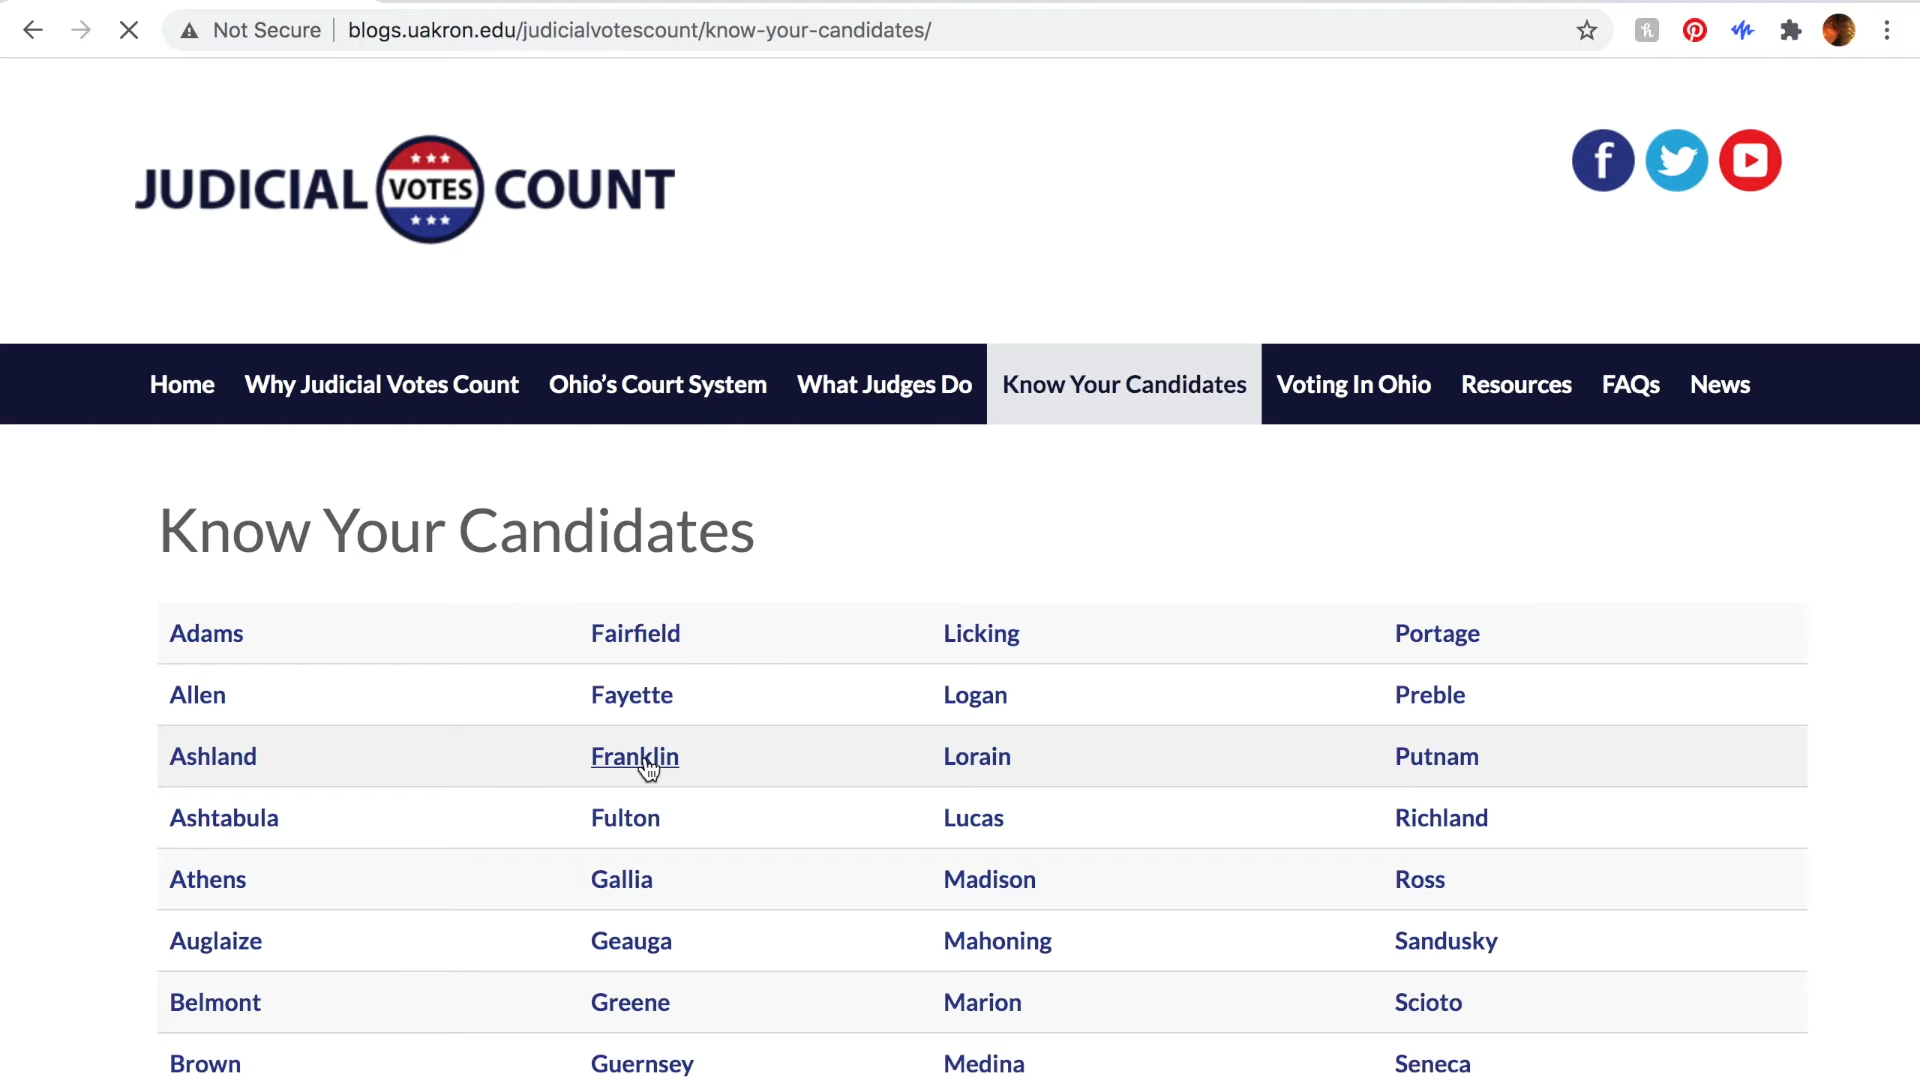 Not Secure
blogs.uakron.edu/judicialvotescount/know-your-candidates/
JUDICIAL VOTES COUNT
Home Why Judicial Votes Count Ohio's Court System What Judges Do Know Your Candidates Voting In Ohio Resources FAQs News
Know Your Candidates
Adams Fairfield Licking Portage
Allen Fayette Logan Preble
Ashland Franklin Lorain Putnam
Ashtabula Fulton Lucas Richland
Athens Gallia Madison Ross
Auglaize Geauga Mahoning Sandusky
Belmont Greene Marion Scioto
Brown Guernsey Medina Seneca